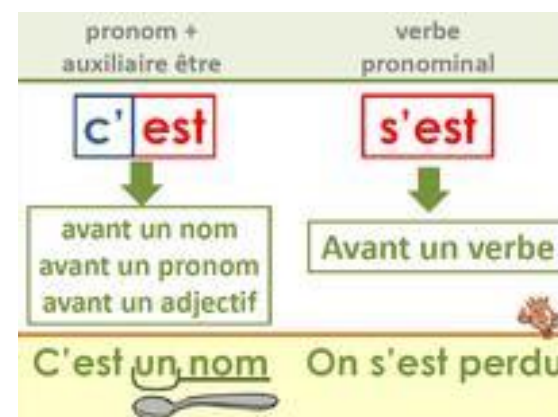 pronom +
auxiliaire être
c' est
avant un nom
avant un pronom
avant un adjectif
C'est un nom
verbe
pronominal
s'est
Avant un verbe
On s'est perdu